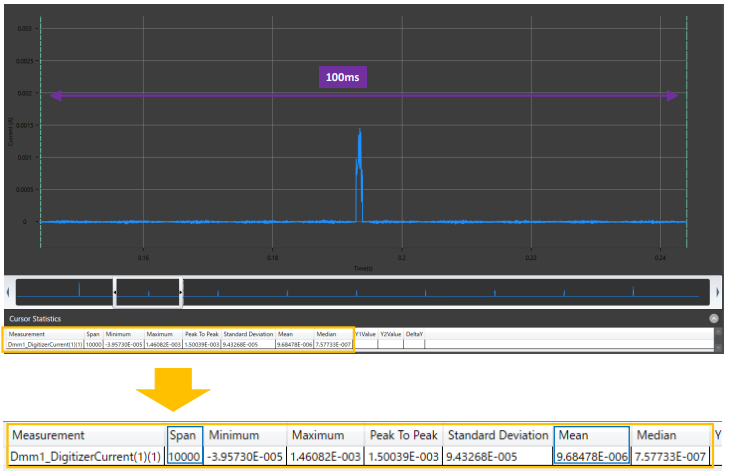 0.003
0.0025
100ms
0.002
0.0015
Current (A)
0.001
0.0005
0
0.16 0.18 0.2 0.22 0.24
Time(s)
Cursor Statistics
Measurement Span Minimum Maximum Peak To Peak Standard Deviation Mean Median Y1Value Y2Value DeltaY
Dmm1_DigitizerCurrent(1)(1) 10000 -3.95730E-005 1.46082E-003 1.50039E-003 9.43268E-005 9.68478E-006 7.57733E-007
Measurement Span Minimum Maximum Peak To Peak Standard Deviation Mean Median Y
Dmm1_DigitizerCurrent(1)(1) 10000 -3.95730E-005 1.46082E-003 1.50039E-003 9.43268E-005 9.68478E-006 7.57733E-007